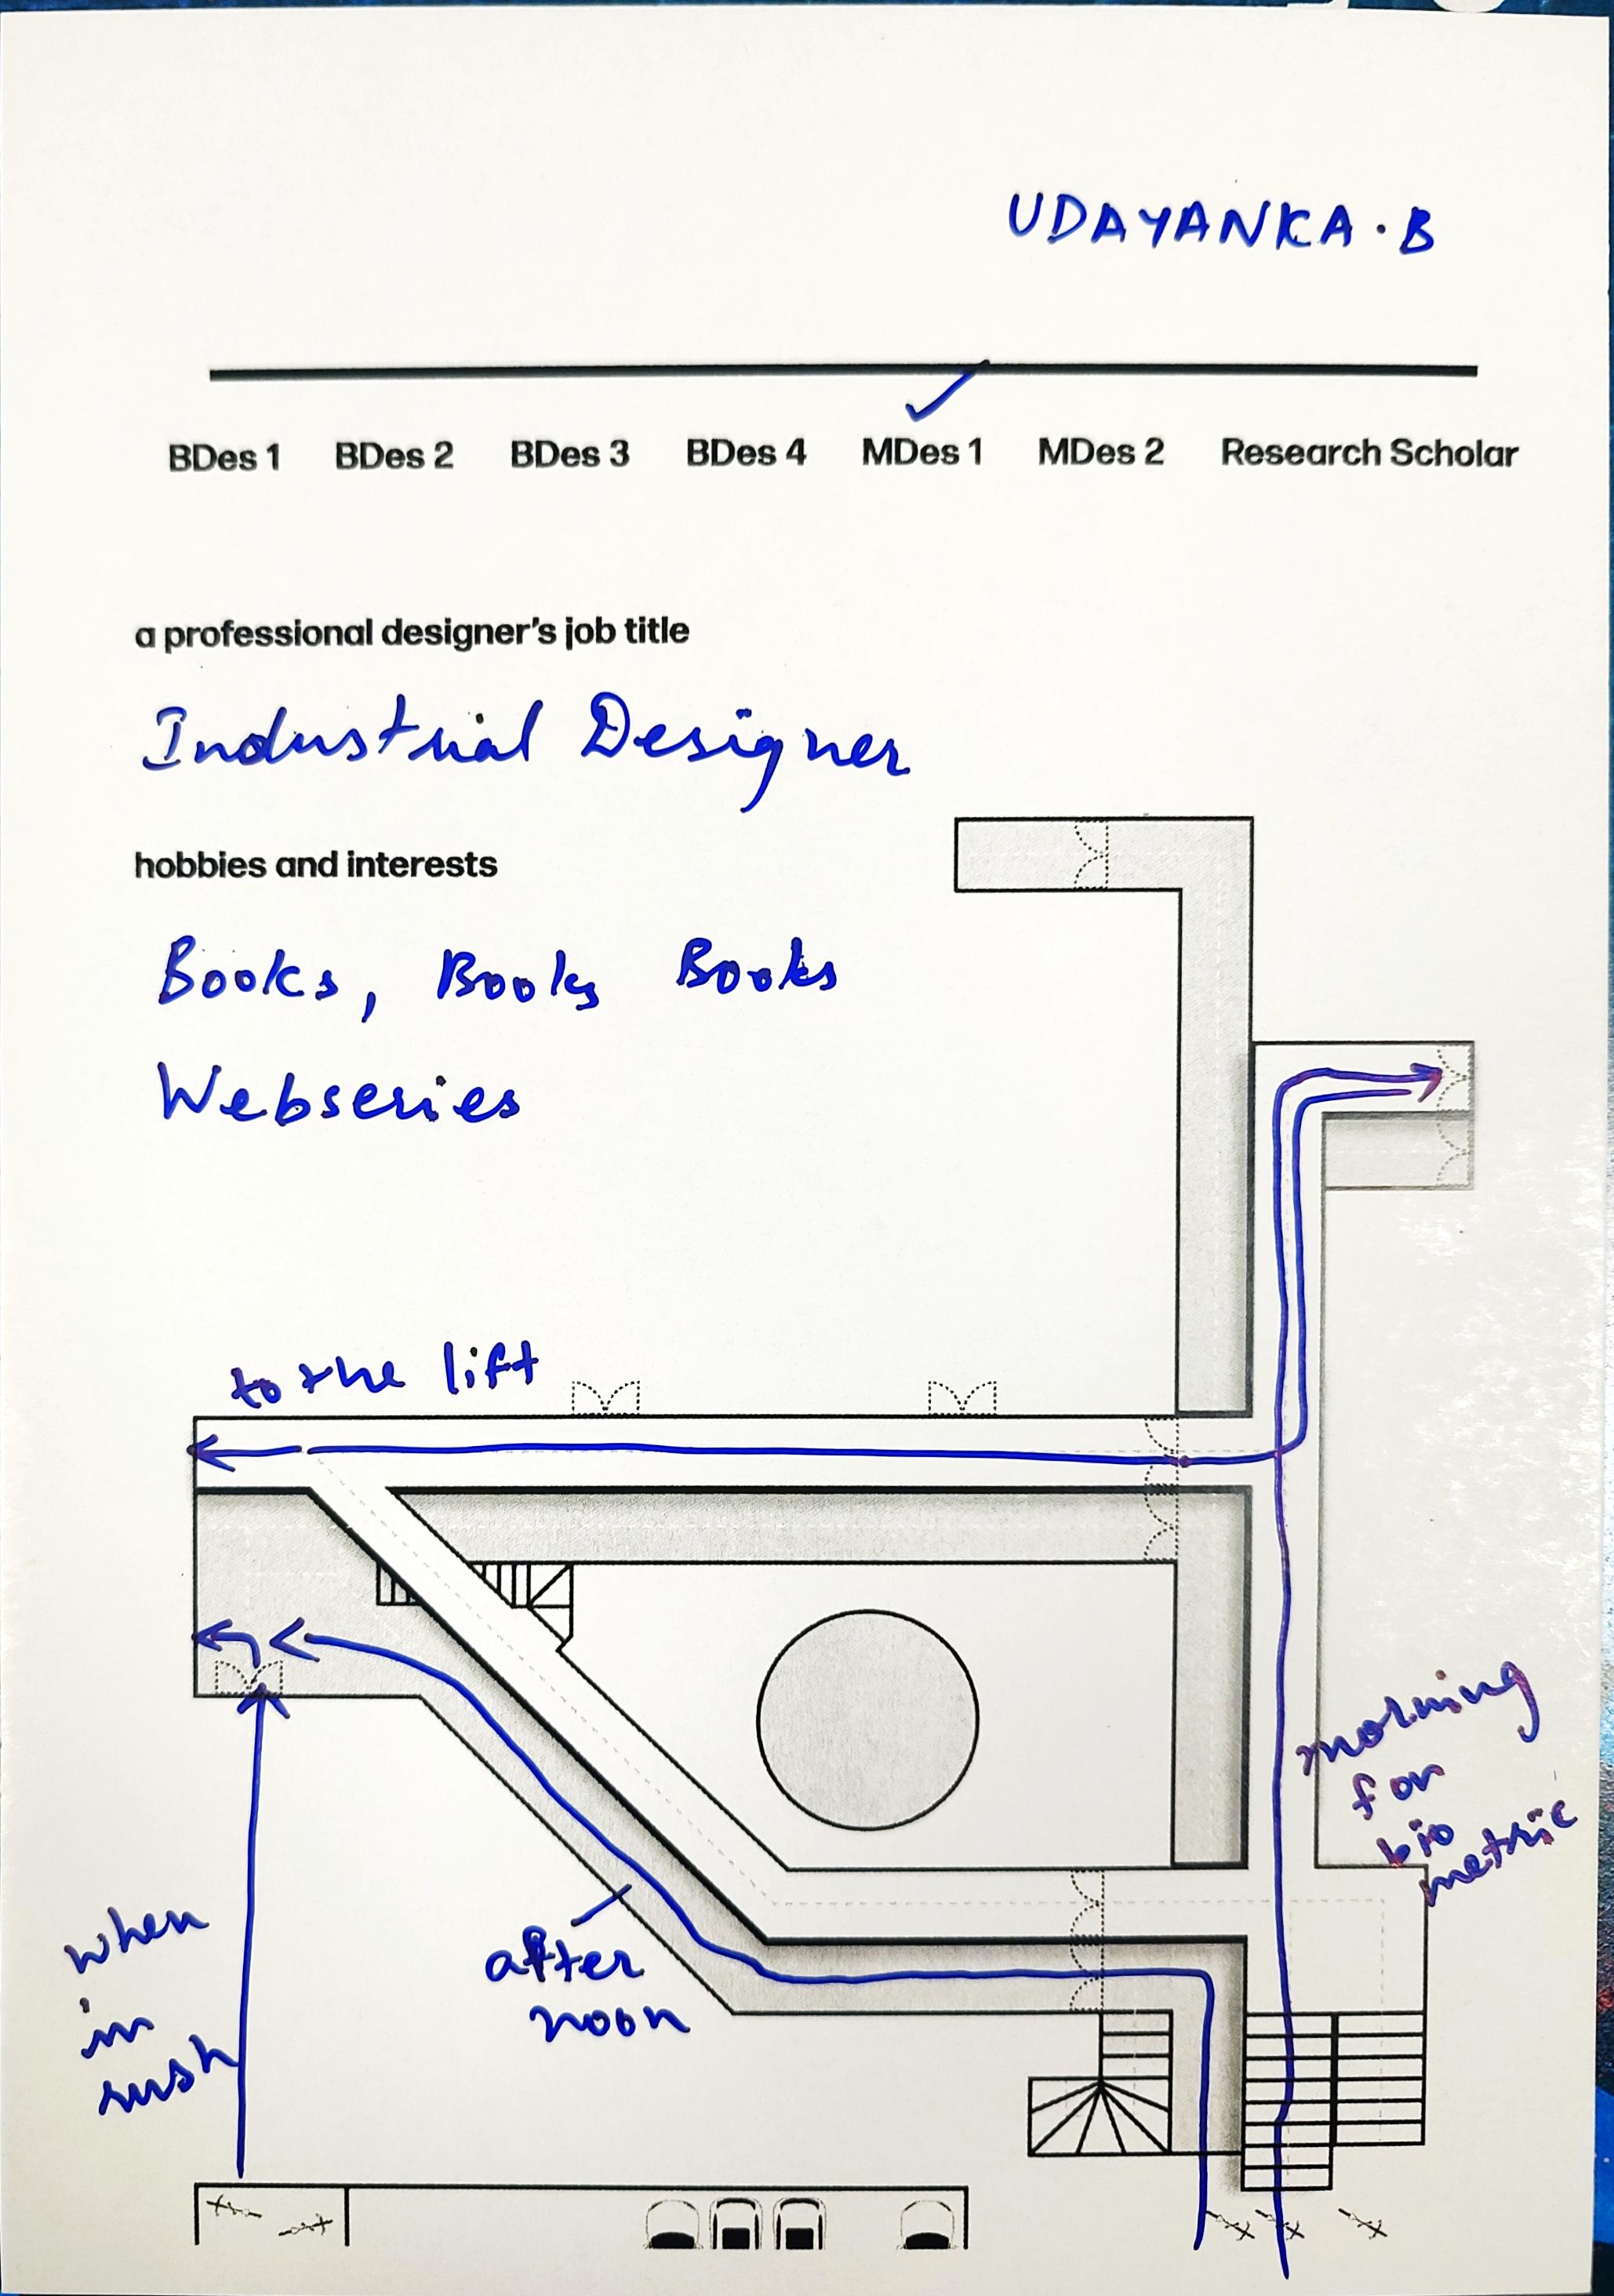 UDAYANKA . B
BDes 1 BDes 2 BDes 3 BDes 4 MDes 1 MDes 2 Research Scholar
a professional designer's job title
Industrial Designer
hobbies and interests
Books, Books Books
Webseries
to the lift
morning
for
bio
metric
when
in
rush
after
noon